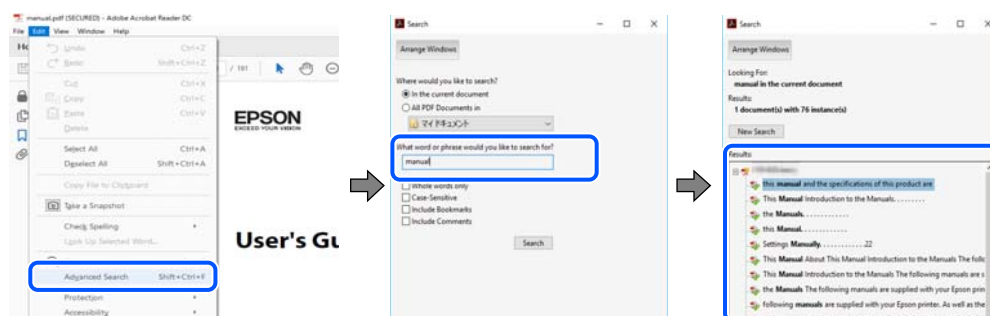 manual.pdf (SECURED) - Adobe Acrobat Reader DC
File Edit View Window Help
Undo Ctrl+Z
Redo Shift+Ctrl+Z
Cut Ctrl+X
Copy Ctrl+C
Paste Ctrl+V
Delete
Select All Ctrl+A
Deselect All Shift+Ctrl+A
Copy File to Clipboard
Take a Snapshot
Check Spelling
Look Up Selected Word...
Advanced Search Shift+Ctrl+F
Protection
Accessibility
/ 181
EPSON
EXCEED YOUR VISION
User's Gu
Search
Arrange Windows
Where would you like to search?
In the current document
All PDF Documents in
マイドキュメント
What word or phrase would you like to search for?
manual
Whole words only
Case-Sensitive
Include Bookmarks
Include Comments
Search
Search
Arrange Windows
Looking For:
manual in the current document
Results:
1 document(s) with 76 instance(s)
New Search
Results:
this manual and the specifications of this product are
This Manual Introduction to the Manuals. . . . . . . .
the Manuals. . . . . . . . . . . .
this Manual. . . . . . . . . . . .
Settings Manually. . . . . . . . . . . .22
This Manual About This Manual Introduction to the Manuals The follo
This Manual Introduction to the Manuals The following manuals are s
the Manuals The following manuals are supplied with your Epson prin
following manuals are supplied with your Epson printer. As well as the